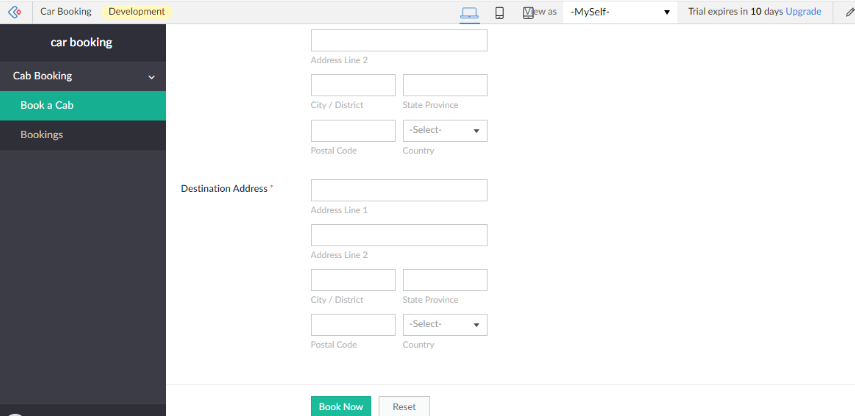 Car Booking Development View as -MySelf- Trial expires in 10 days Upgrade
car booking
Cab Booking
Book a Cab
Bookings
Address Line 2
City / District State Province
-Select-
Postal Code Country
Destination Address *
Address Line 1
Address Line 2
City / District State Province
-Select-
Postal Code Country
Book Now Reset